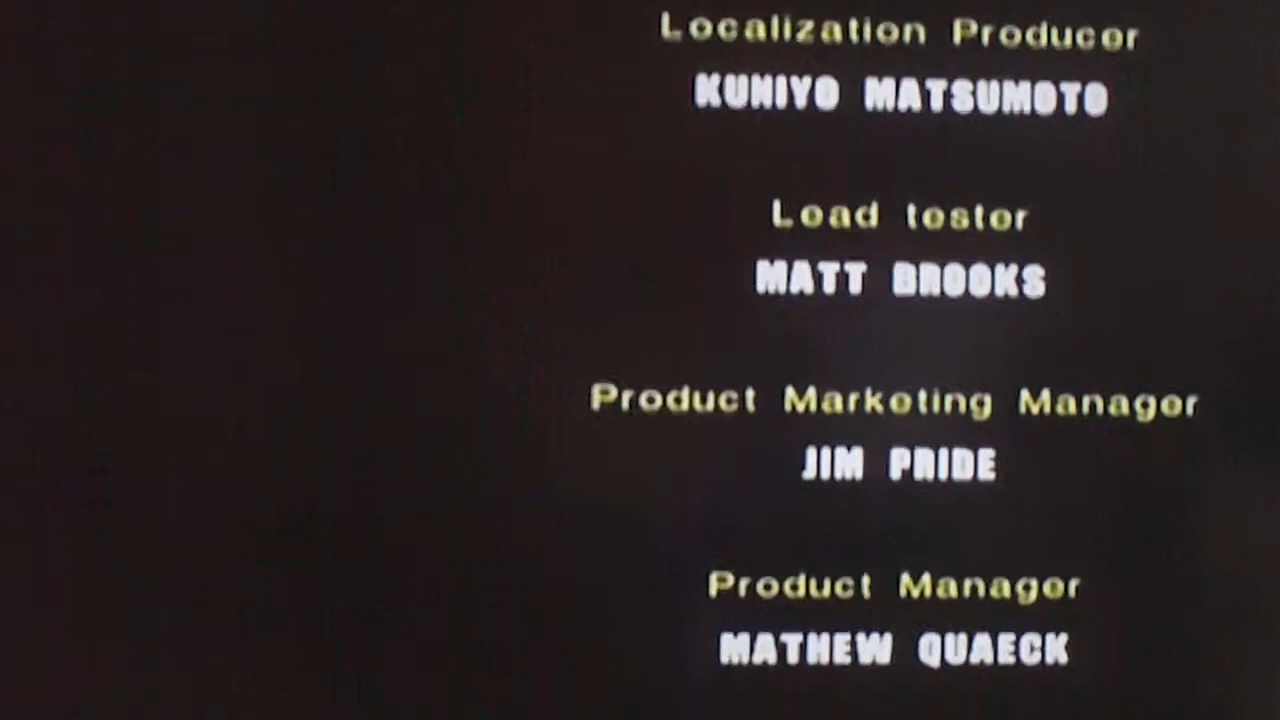 Localization Producer
KUNIYO MATSUMOTO
Lead tester
MATT BROOKS
Product Marketing Manager
JIM PRIDE
Product Manager
MATHEW QUAECK